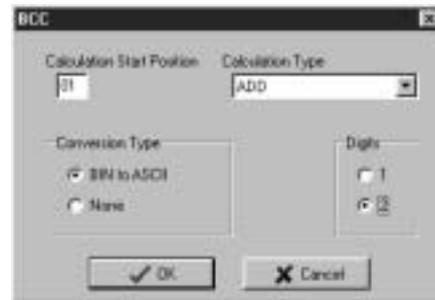 BCC
Calculation Start Position Calculation Type
01 ADD
Conversion Type Digits
BIN to ASCII 1
None 2
OK Cancel